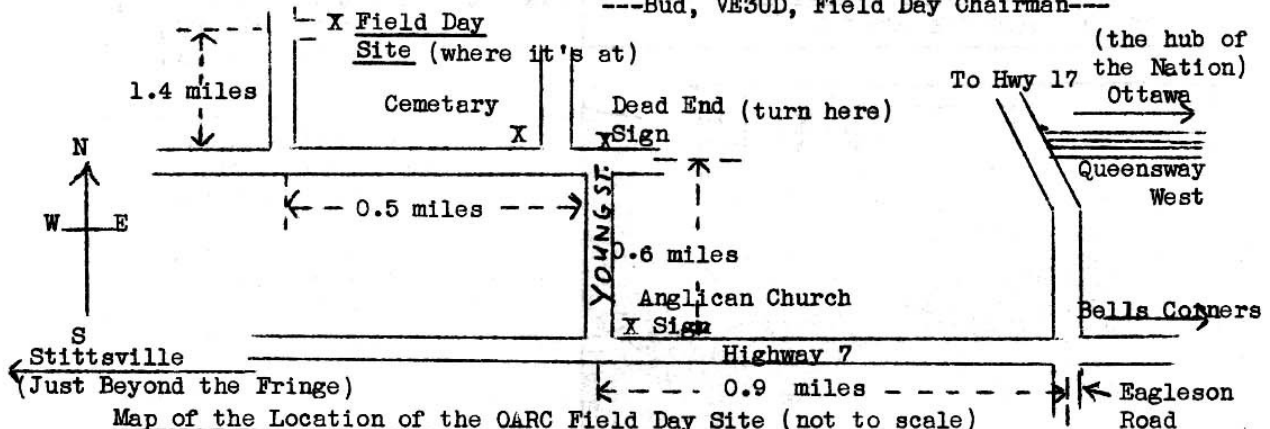 ---Bud, VE3UD, Field Day Chairman---
X Field Day
Site (where it's at)
1.4 miles
Cemetary
X
Dead End (turn here)
X Sign
To Hwy 17
(the hub of
the Nation)
Ottawa
Queensway
West
N
W E
S
0.5 miles
YOUNG ST.
0.6 miles
Anglican Church
X Sign
Bells Corners
Highway 7
Stittsville
(Just Beyond the Fringe)
0.9 miles
Eagleson
Road
Map of the Location of the OARC Field Day Site (not to scale)